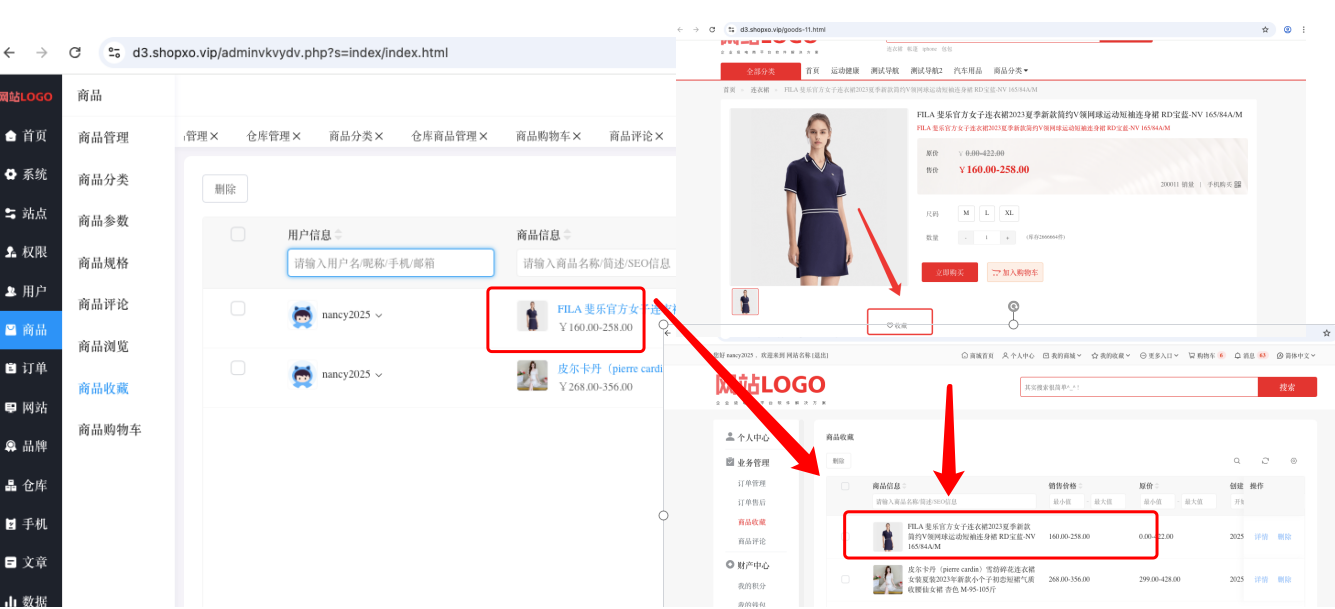 d3.shopxo.vip/adminvkvydv.php?s=index/index.html
网站LOGO
首页
系统
站点
权限
用户
商品
订单
网站
品牌
仓库
手机
文章
数据
商品
商品管理
商品分类
商品参数
商品规格
商品评论
商品浏览
商品收藏
商品购物车
管理 仓库管理 商品分类 仓库商品管理 商品购物车 商品评论
删除
用户信息 商品信息
请输入用户名/昵称/手机/邮箱 请输入商品名称/简述/SEO信息
nancy2025 FILA 斐乐官方女子连衣裙
￥160.00-258.00
nancy2025 皮尔卡丹（pierre cardi
￥268.00-356.00
d3.shopxo.vip/goods-11.html
连衣裙 帐篷 iphone 包包
全部分类 首页 运动健康 测试导航 测试导航2 汽车用品 商品分类
首页 连衣裙 FILA 斐乐官方女子连衣裙2023夏季新款简约V领网球运动短袖连身裙 RD宝蓝-NV 165/84A/M
FILA 斐乐官方女子连衣裙2023夏季新款简约V领网球运动短袖连身裙 RD宝蓝-NV 165/84A/M
FILA 斐乐官方女子连衣裙2023夏季新款简约V领网球运动短袖连身裙 RD宝蓝-NV 165/84A/M
原价 ￥0.00-422.00
售价 ￥160.00-258.00
200011 销量 | 手机购买
尺码 M L XL
数量 - 1 +
立即购买 加入购物车
收藏
您好 nancy2025，欢迎来到 网站名称 [退出]
商城首页 个人中心 我的商城 我的收藏 更多入口 购物车 6 消息 63 简体中文
网站LOGO
其实搜索很简单^_^ ! 搜索
个人中心
业务管理
订单管理
订单售后
商品收藏
商品评论
财产中心
我的积分
我的钱包
商品收藏
删除
商品信息 销售价格 原价 创建 操作
请输入商品名称/简述/SEO信息 最小值 - 最大值 最小值 - 最大值 开始
FILA 斐乐官方女子连衣裙2023夏季新款
简约V领网球运动短袖连身裙 RD宝蓝-NV 160.00-258.00 0.00-422.00 2025 详情 删除
165/84A/M
皮尔卡丹（pierre cardin）雪纺碎花连衣裙
女装夏装2023年新款小个子初恋短裙气质 268.00-356.00 299.00-428.00 2025 详情 删除
收腰仙女裙 杏色 M-95-105斤